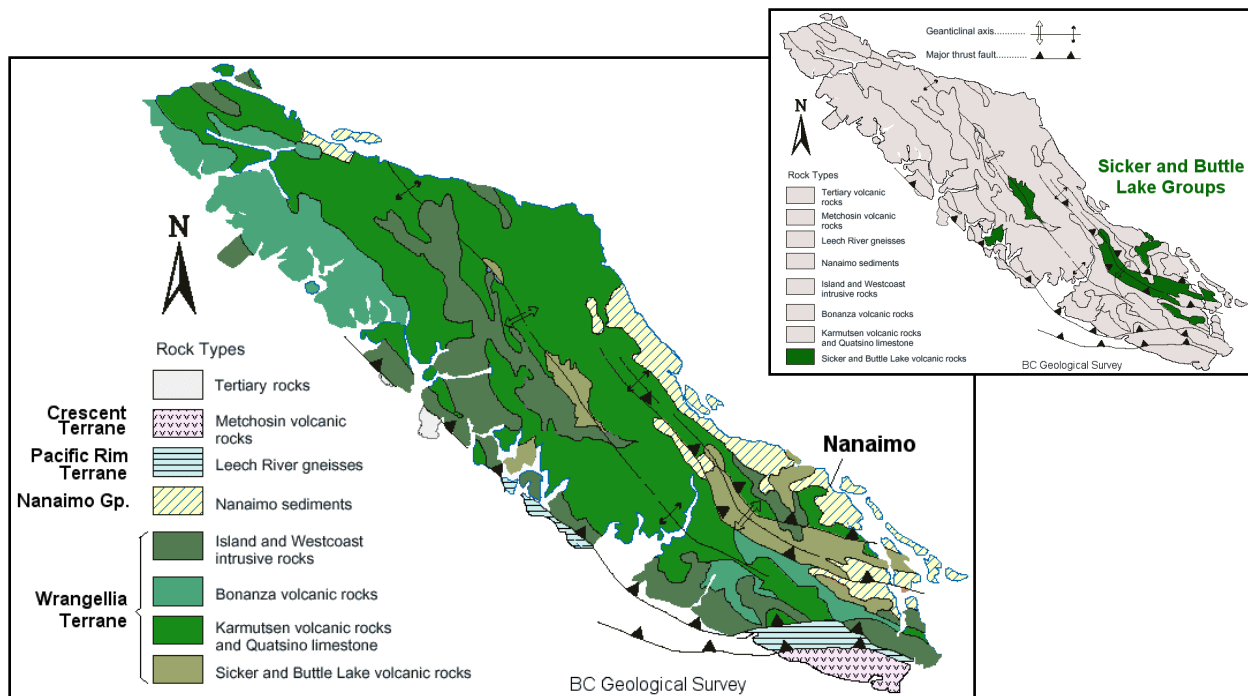 N
Rock Types
Tertiary rocks
Crescent
Terrane
Metchosin volcanic
rocks
Pacific Rim
Terrane
Leech River gneisses
Nanaimo Gp.
Nanaimo sediments
Wrangellia
Terrane
Island and Westcoast
intrusive rocks
Bonanza volcanic rocks
Karmutsen volcanic rocks
and Quatsino limestone
Sicker and Buttle Lake volcanic rocks
Nanaimo
BC Geological Survey
Geanticlinal axis............
Major thrust fault............
N
Sicker and Buttle
Lake Groups
Rock Types
Tertiary volcanic
rocks
Metchosin volcanic
rocks
Leech River gneisses
Nanaimo sediments
Island and Westcoast
intrusive rocks
Bonanza volcanic rocks
Karmutsen volcanic rocks
and Quatsino limestone
Sicker and Buttle Lake volcanic rocks
BC Geological Survey